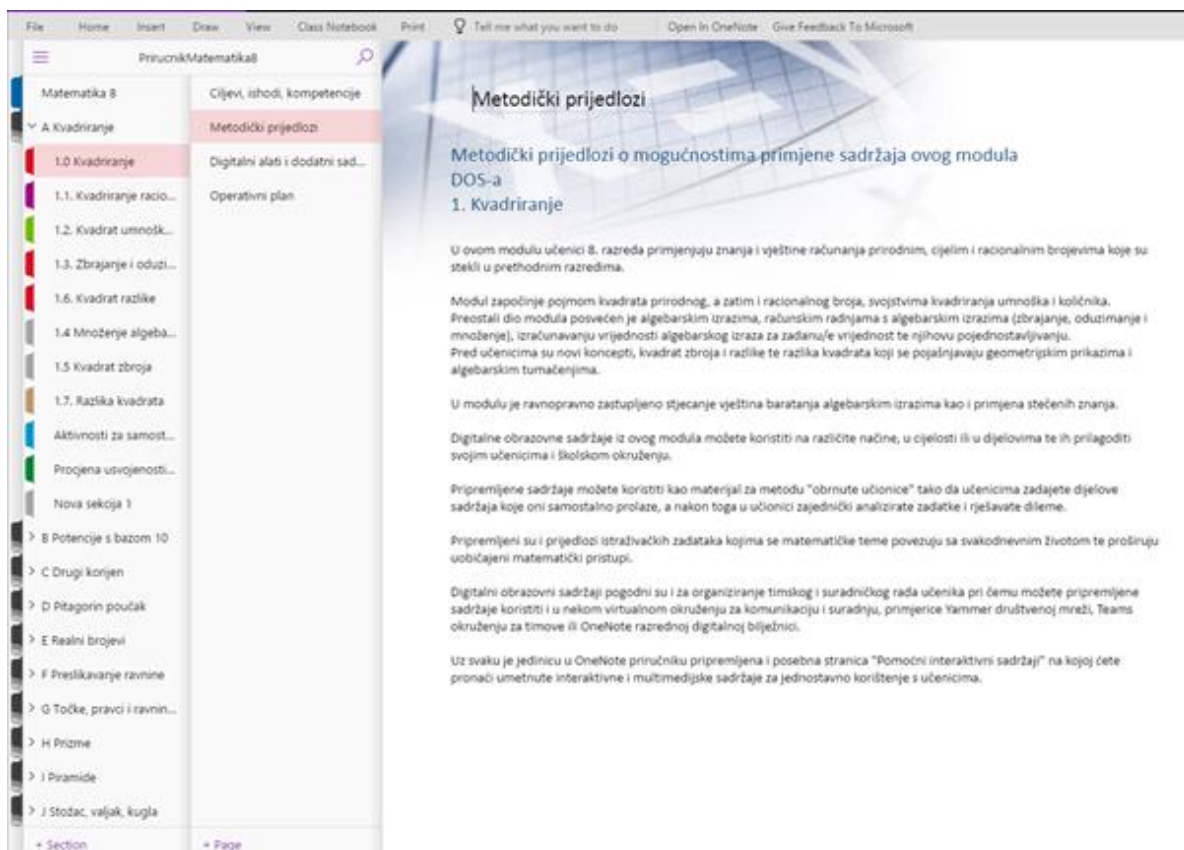 File Home Insert Draw View Class Notebook Print Tell me what you want to do Open In OneNote Give Feedback To Microsoft
PrirucnikMatematika8
Matematika 8
A Kvadriranje
1.0 Kvadriranje
1.1. Kvadriranje racio...
1.2. Kvadrat umnošk...
1.3. Zbrajanje i oduzi...
1.6. Kvadrat razlike
1.4 Množenje algeba...
1.5 Kvadrat zbroja
1.7. Razlika kvadrata
Aktivnosti za samost...
Procjena usvojenosti...
Nova sekcija 1
B Potencije s bazom 10
C Drugi korijen
D Pitagorin poučak
E Realni brojevi
F Preslikavanje ravnine
G Točke, pravci i ravnin...
H Prizme
I Piramide
J Stožac, valjak, kugla
+ Section
Ciljevi, ishodi, kompetencije
Metodički prijedlozi
Digitalni alati i dodatni sad...
Operativni plan
+ Page
Metodički prijedlozi
Metodički prijedlozi o mogućnostima primjene sadržaja ovog modula
DOS-a
1. Kvadriranje
U ovom modulu učenici 8. razreda primjenjuju znanja i vještine računanja prirodnim, cijelim i racionalnim brojevima koje su
stekli u prethodnim razredima.
Modul započinje pojmom kvadrata prirodnog, a zatim i racionalnog broja, svojstvima kvadriranja umnoška i količnika.
Preostali dio modula posvećen je algebarskim izrazima, računskim radnjama s algebarskim izrazima (zbrajanje, oduzimanje i
množenje), izračunavanju vrijednosti algebarskog izraza za zadanu/e vrijednost te njihovu pojednostavljivanju.
Pred učenicima su novi koncepti, kvadrat zbroja i razlike te razlika kvadrata koji se pojašnjavaju geometrijskim prikazima i
algebarskim tumačenjima.
U modulu je ravnopravno zastupljeno stjecanje vještina baratanja algebarskim izrazima kao i primjena stečenih znanja.
Digitalne obrazovne sadržaje iz ovog modula možete koristiti na različite načine, u cijelosti ili u dijelovima te ih prilagoditi
svojim učenicima i školskom okruženju.
Pripremljene sadržaje možete koristiti kao materijal za metodu "obrnute učionice" tako da učenicima zadajete dijelove
sadržaja koje oni samostalno prolaze, a nakon toga u učionici zajednički analizirate zadatke i rješavate dileme.
Pripremljeni su i prijedlozi istraživačkih zadataka kojima se matematičke teme povezuju sa svakodnevnim životom te proširuju
uobičajeni matematički pristupi.
Digitalni obrazovni sadržaji pogodni su i za organiziranje timskog i suradničkog rada učenika pri čemu možete pripremljene
sadržaje koristiti i u nekom virtualnom okruženju za komunikaciju i suradnju, primjerice Yammer društvenoj mreži, Teams
okruženju za timove ili OneNote razrednoj digitalnoj bilježnici.
Uz svaku je jedinicu u OneNote priručniku pripremljena i posebna stranica "Pomoćni interaktivni sadržaji" na kojoj ćete
pronaći umetnute interaktivne i multimedijske sadržaje za jednostavno korištenje s učenicima.